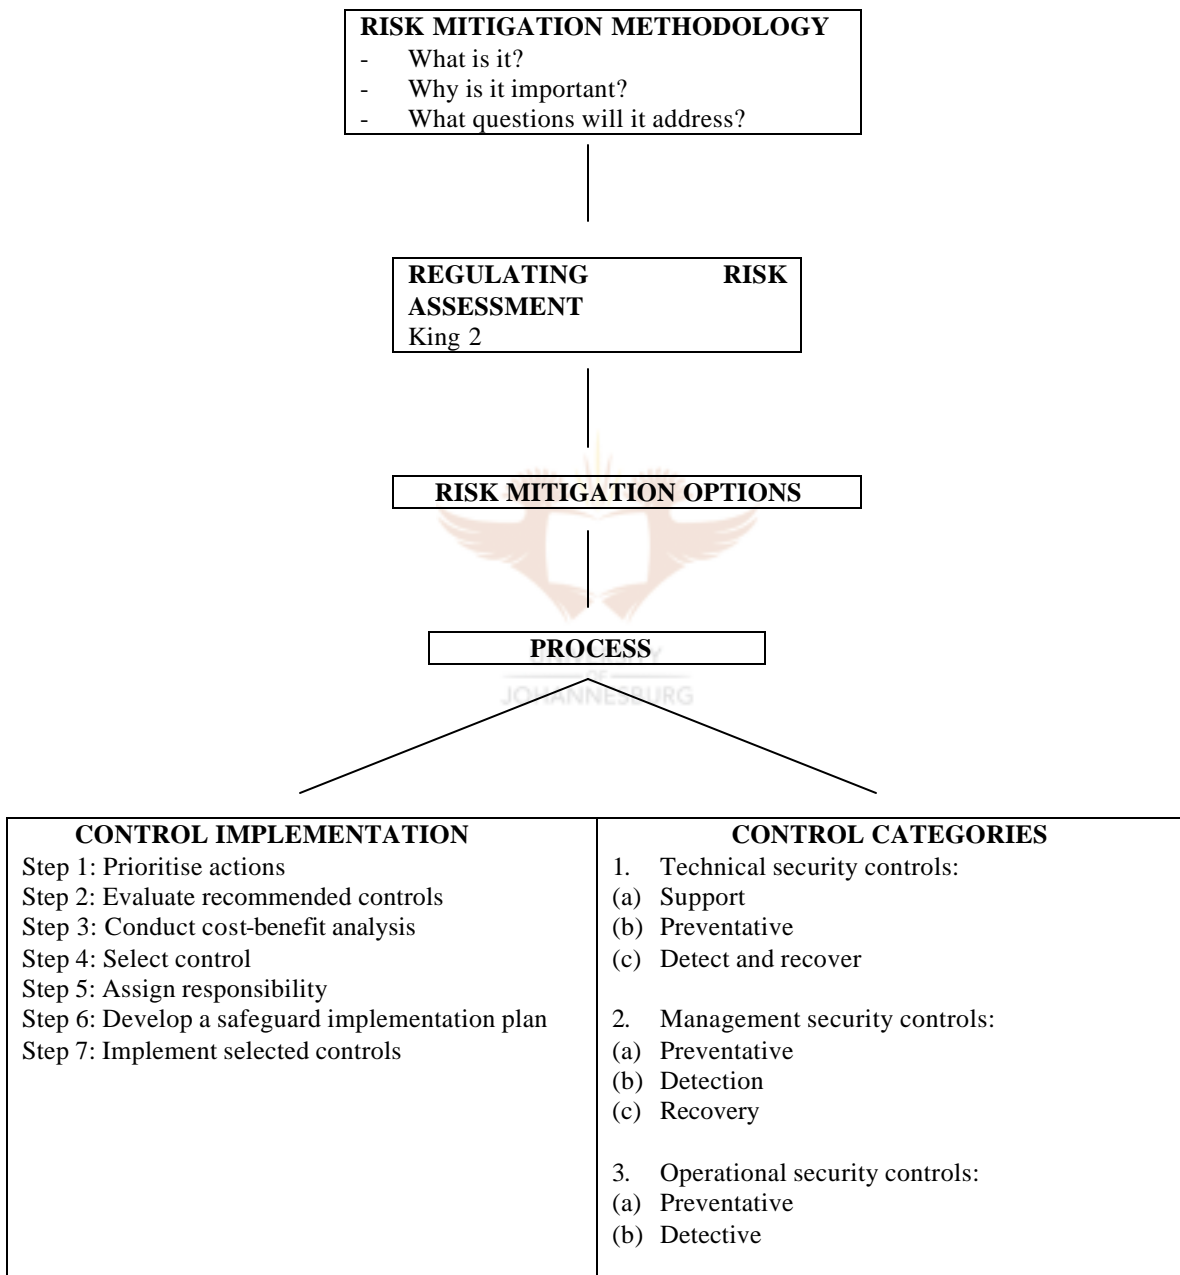 RISK MITIGATION METHODOLOGY
- What is it?
- Why is it important?
- What questions will it address?
REGULATING RISK
ASSESSMENT
King 2
RISK MITIGATION OPTIONS
PROCESS
UNIVERSITY
OF
JOHANNESBURG
CONTROL IMPLEMENTATION
Step 1: Prioritise actions
Step 2: Evaluate recommended controls
Step 3: Conduct cost-benefit analysis
Step 4: Select control
Step 5: Assign responsibility
Step 6: Develop a safeguard implementation plan
Step 7: Implement selected controls
CONTROL CATEGORIES
1. Technical security controls:
(a) Support
(b) Preventative
(c) Detect and recover
2. Management security controls:
(a) Preventative
(b) Detection
(c) Recovery
3. Operational security controls:
(a) Preventative
(b) Detective